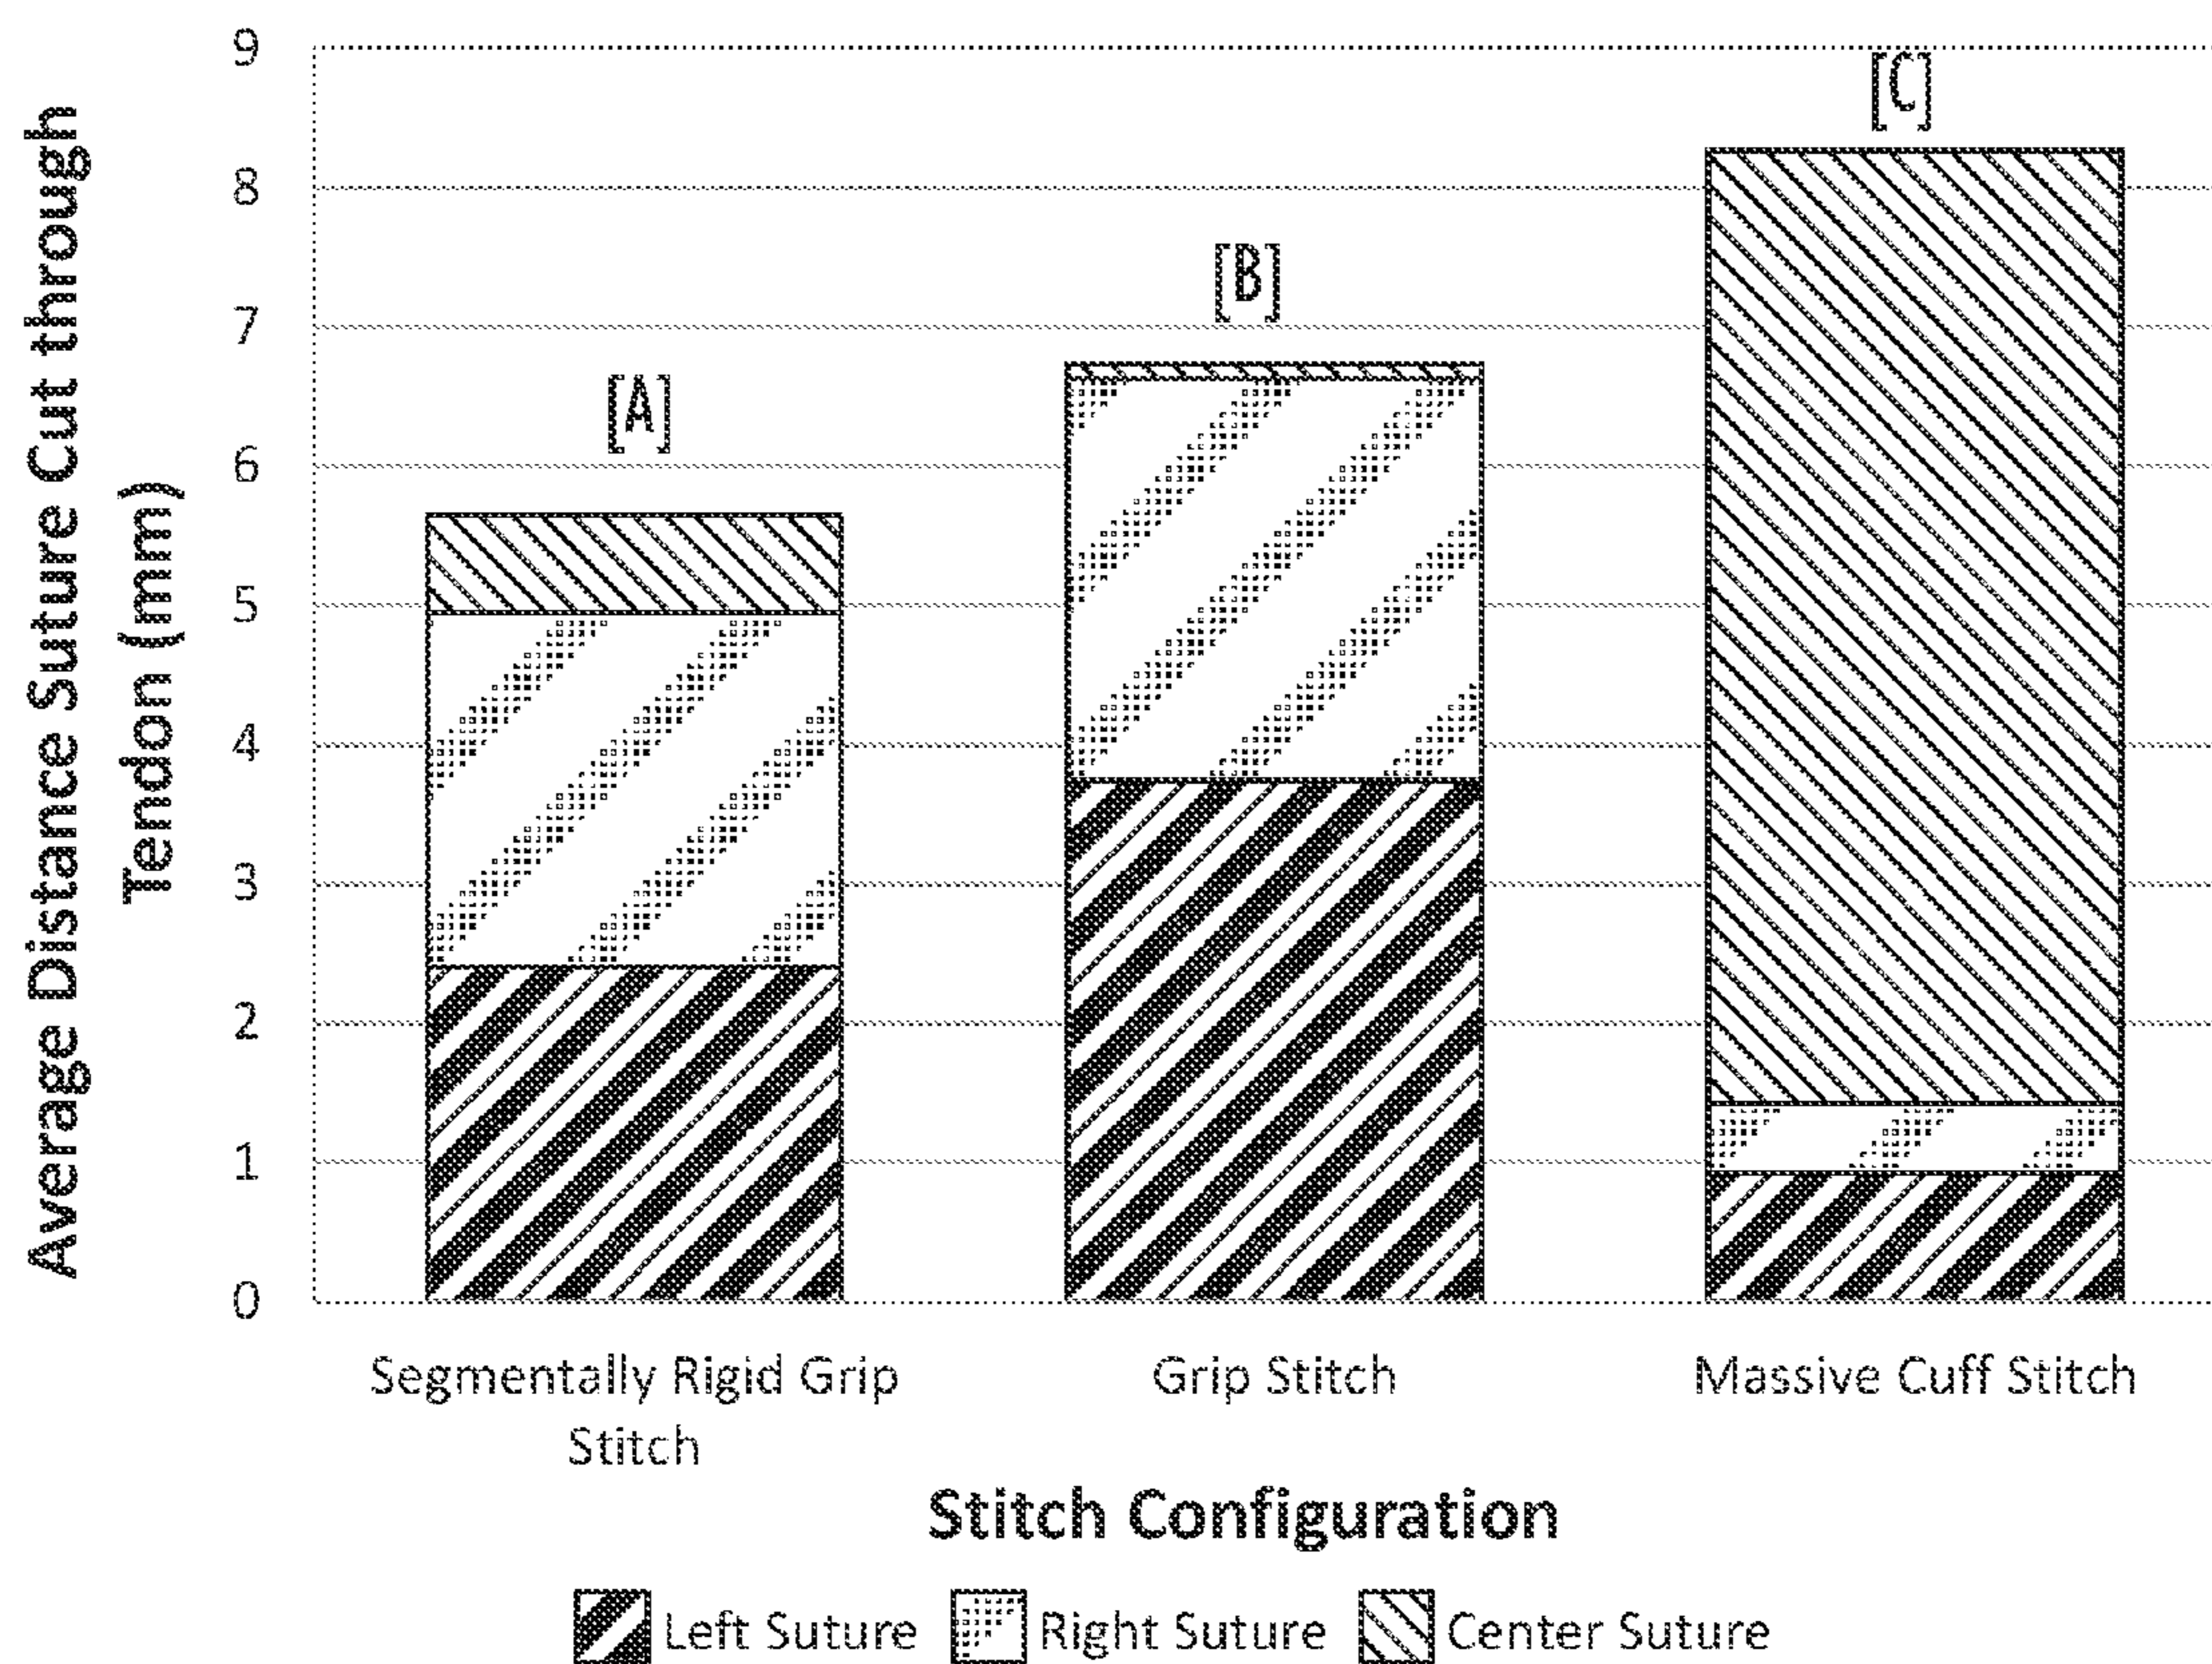 Average Distance Suture Cut through
Tendon (mm)
9
8
7
6
5
4
3
2
1
0
[A]
[B]
[C]
Segmentally Rigid Grip
Stitch
Grip Stitch
Massive Cuff Stitch
Stitch Configuration
Left Suture
Right Suture
Center Suture